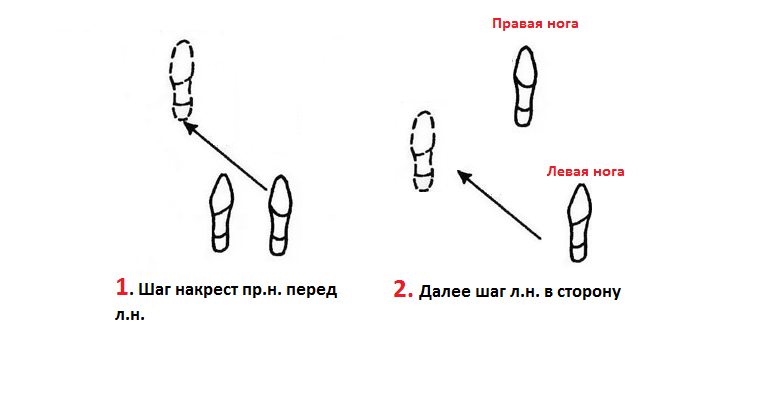 Правая нога
Левая нога
1. Шаг накрест пр.н. перед
л.н.
2. Далее шаг л.н. в сторону